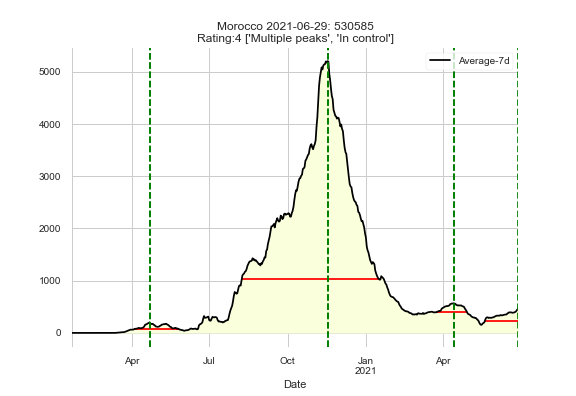 Morocco 2021-06-29: 530585
Rating:4 ['Multiple peaks', 'In control']
Average-7d
5000
4000
3000
2000
1000
0
Apr Jul Oct Jan Apr
2021
Date